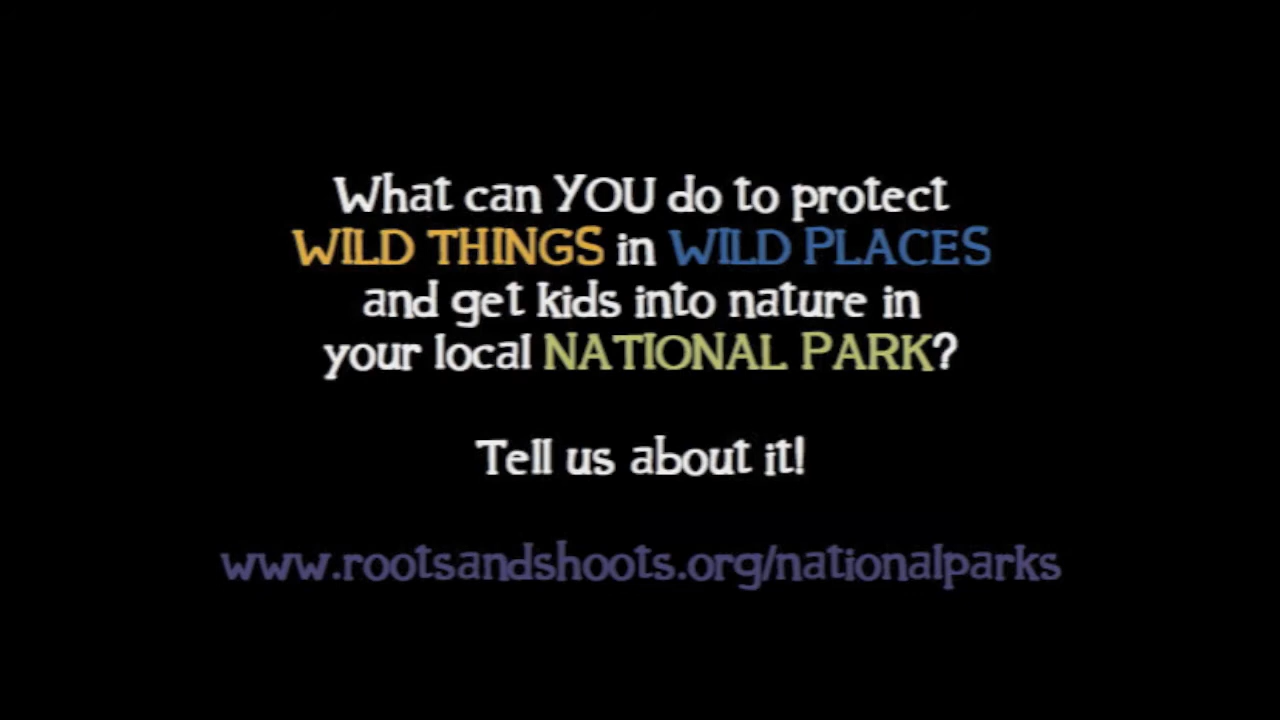 What can YOU do to protect
WILD THINGS in WILD PLACES
and get kids into nature in
your local NATIONAL PARK?
Tell us about it!
www.rootsandshoots.org/nationalparks